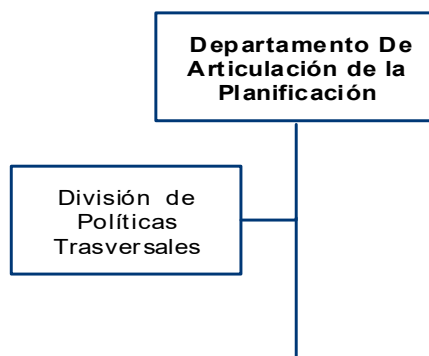 Departamento De
Articulación de la
Planificación
División de
Políticas
Trasversales